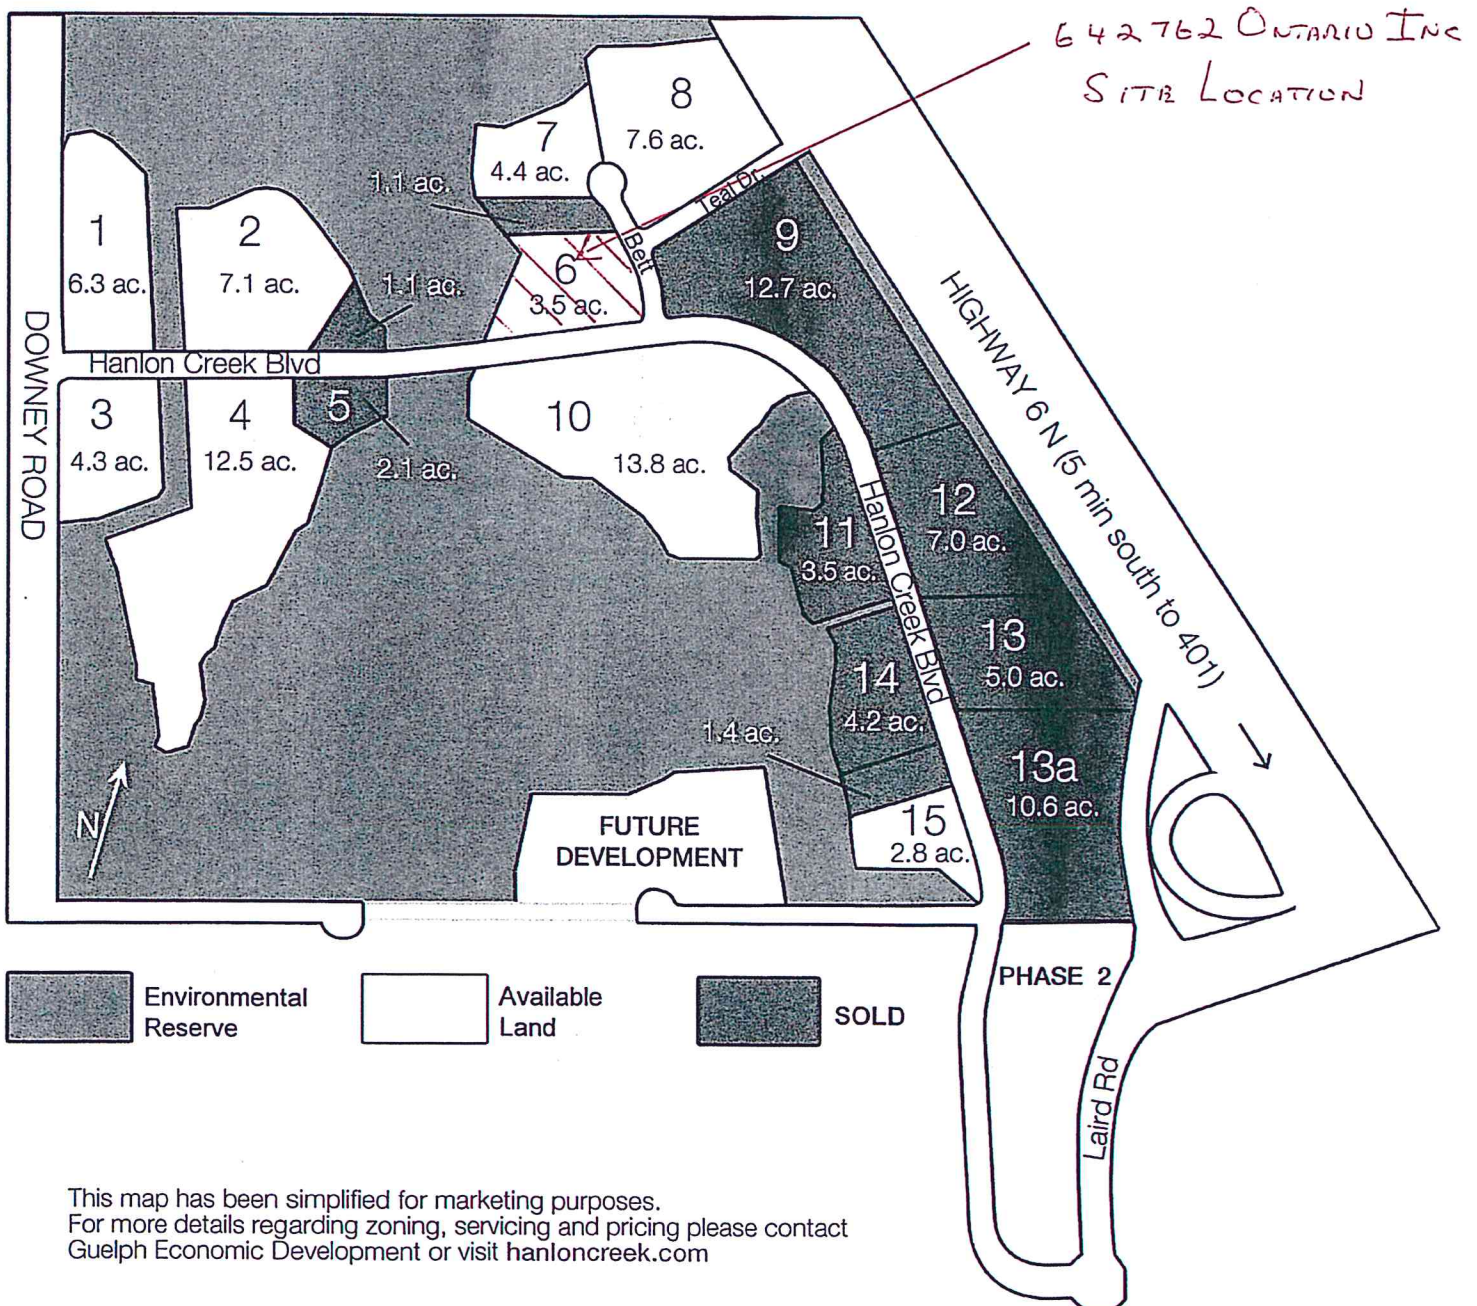 642762 ONTARIO INC
SITE LOCATION
8
7.6 ac.
7
4.4 ac.
1.1 ac.
Teal Dr.
Bett
1
6.3 ac.
2
7.1 ac.
1.1 ac.
6
3.5 ac.
9
12.7 ac.
HIGHWAY 6 N (5 min south to 401)
DOWNEY ROAD
Hanlon Creek Blvd
3
4.3 ac.
4
12.5 ac.
5
2.1 ac.
10
13.8 ac.
Hanlon Creek Blvd
11
3.5 ac.
12
7.0 ac.
13
5.0 ac.
14
4.2 ac.
1.4 ac.
13a
10.6 ac.
15
2.8 ac.
N
FUTURE
DEVELOPMENT
PHASE 2
Laird Rd
Environmental
Reserve
Available
Land
SOLD
This map has been simplified for marketing purposes.
For more details regarding zoning, servicing and pricing please contact
Guelph Economic Development or visit hanloncreek.com